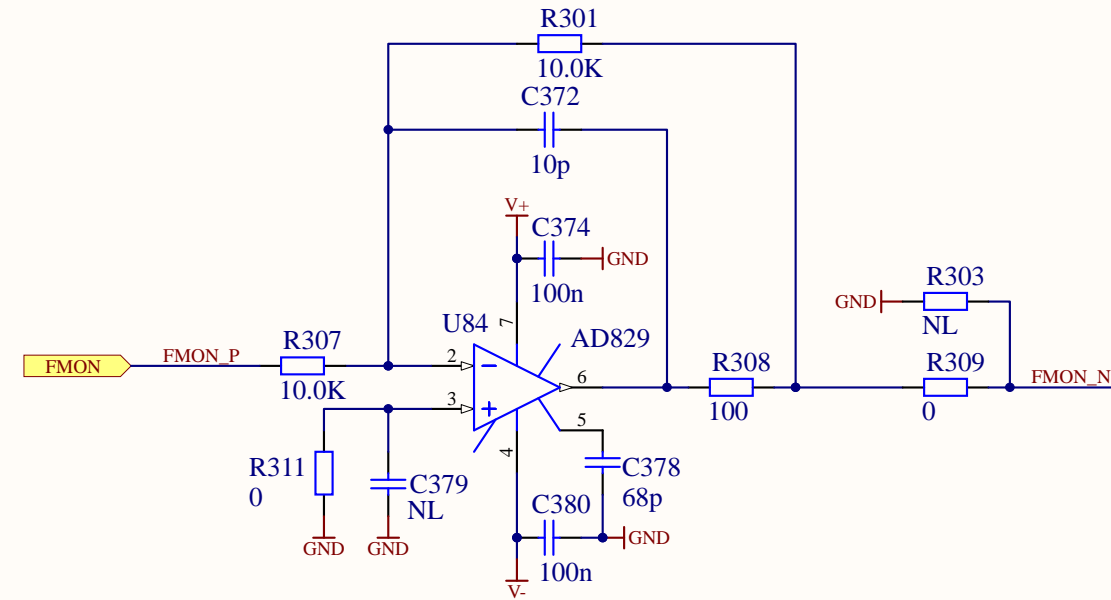 R301
10.0K
C372
10p
V+
C374
GND
100n
R303
GND
NL
U84
7
AD829
R307
FMON
FMON_P
10.0K
2
6
R308
100
R309
0
FMON_N
3
5
4
R311
0
C379
NL
C378
68p
C380
GND
GND
GND
100n
V-